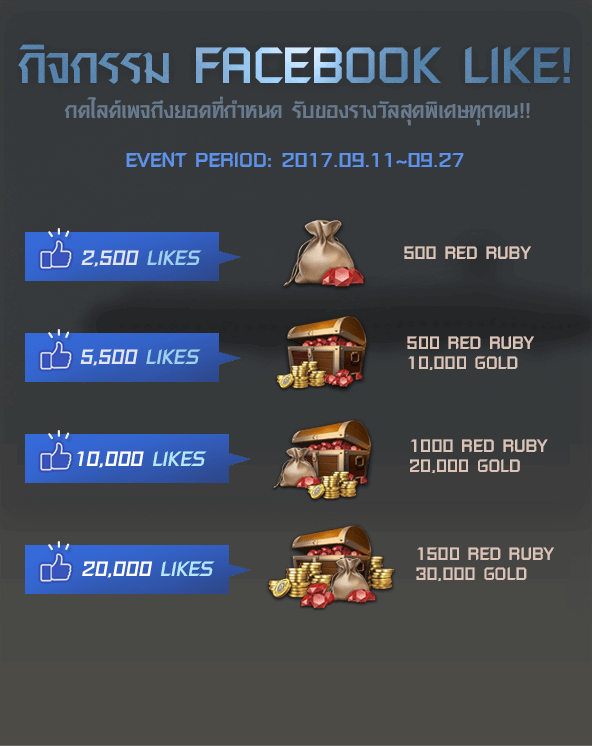 กิจกรรม FACEBOOK LIKE!
กดไลค์เพจถึงยอดที่กำหนด รับของรางวัลสุดพิเศษทุกคน!!
EVENT PERIOD: 2017.09.11~09.27
2,500 LIKES
500 RED RUBY
5,500 LIKES
500 RED RUBY
10,000 GOLD
10,000 LIKES
1000 RED RUBY
20,000 GOLD
20,000 LIKES
1500 RED RUBY
30,000 GOLD